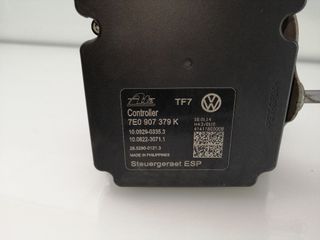 Ate TF7
Controller
7E0 907 379 K
10.0929-0335.3
10.0622-3071.1
28.5290-0121.3
MADE IN PHILIPPINES
Steuergeraet ESP